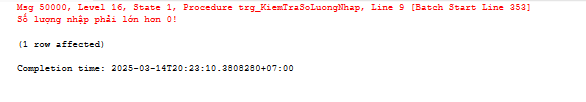 Msg 50000, Level 16, State 1, Procedure trg_KiemTraSoLuongNhap, Line 9 [Batch Start Line 353]
Số lượng nhập phải lớn hơn 0!
(1 row affected)
Completion time: 2025-03-14T20:23:10.3808280+07:00